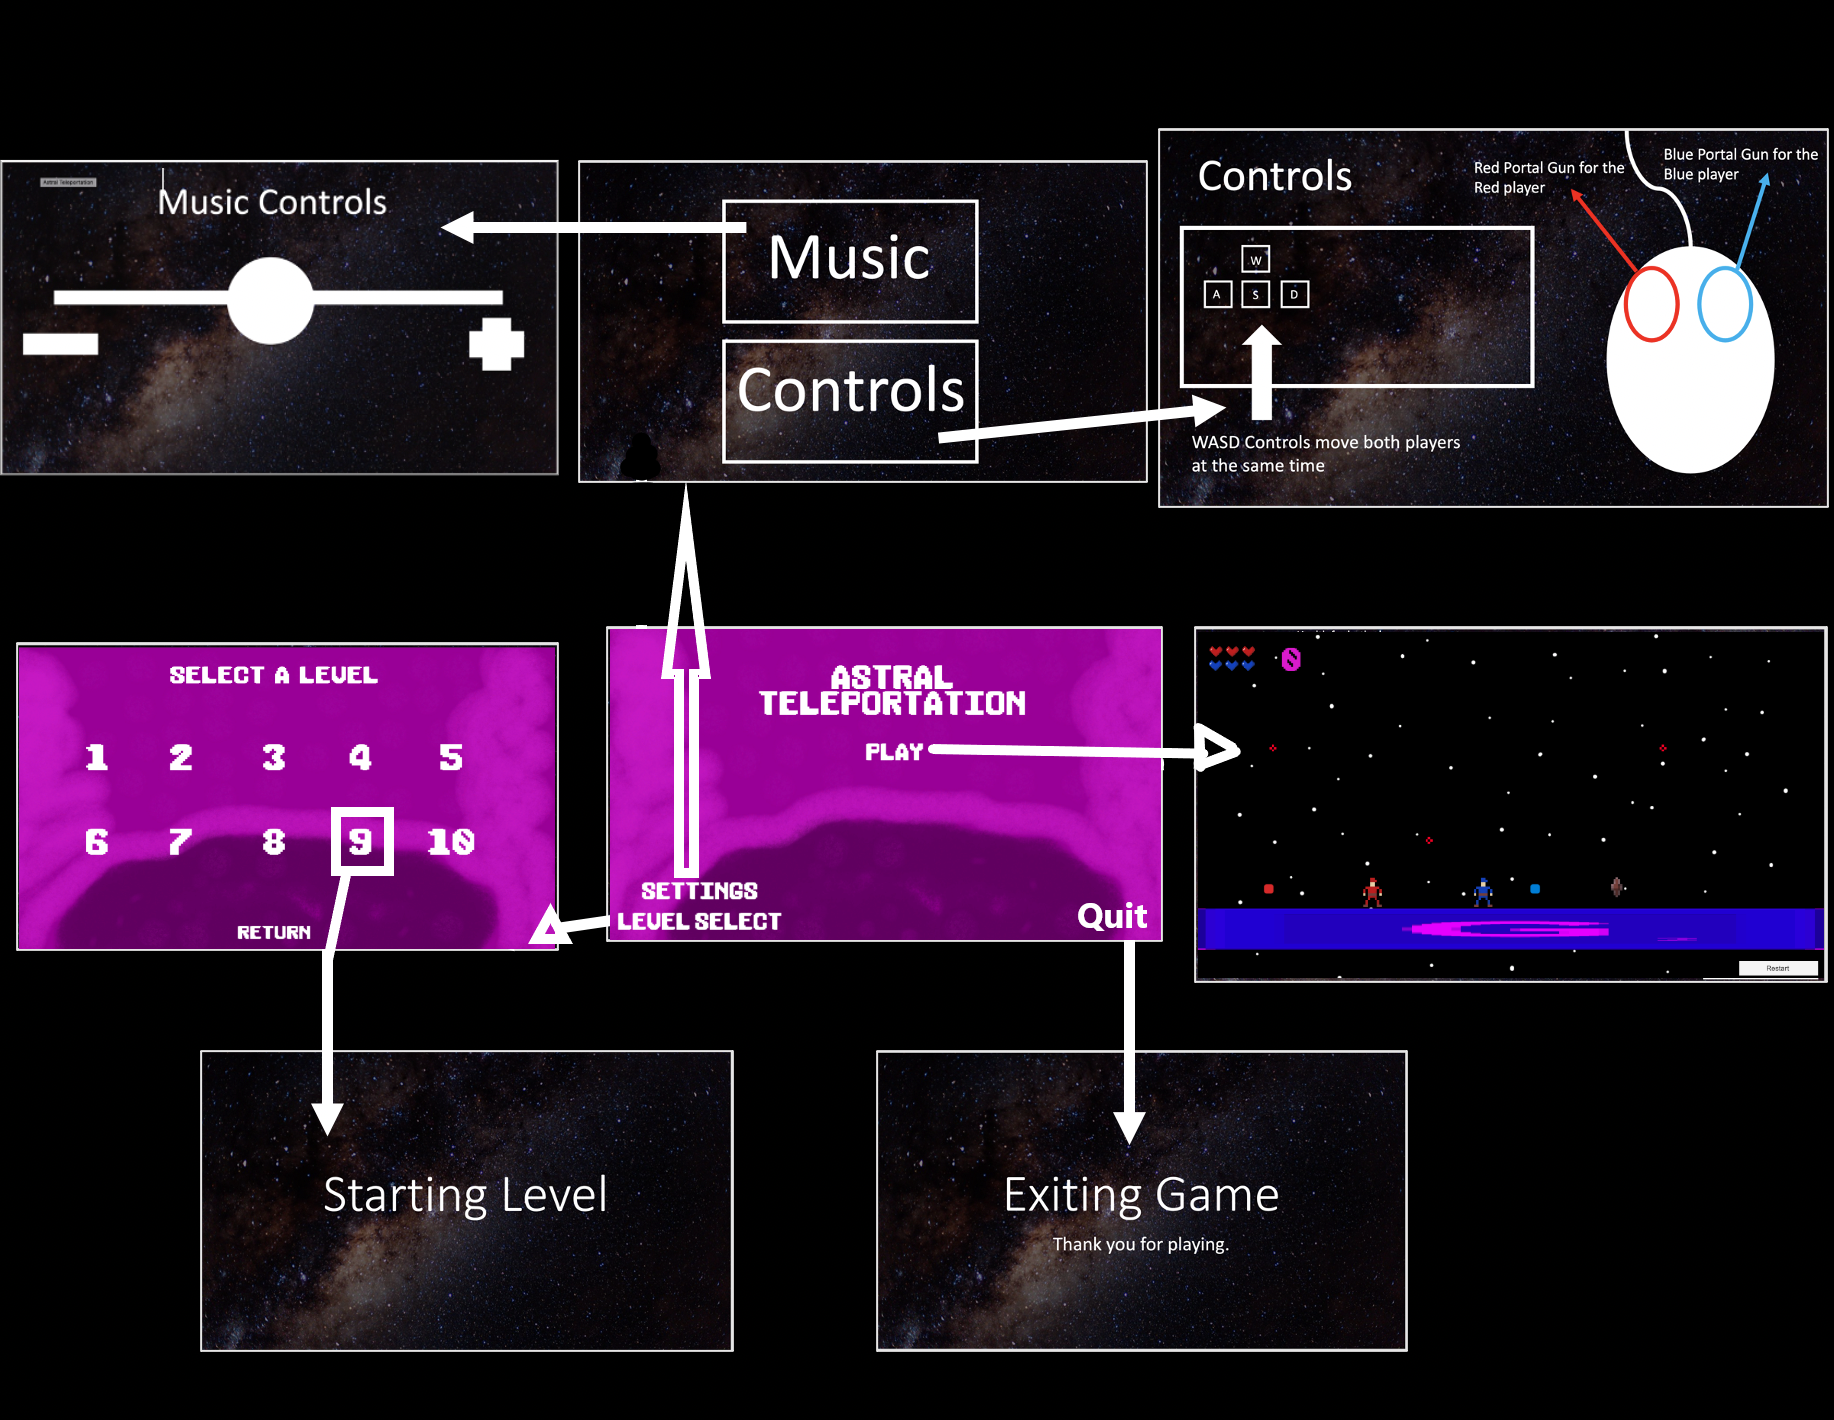 Astral Teleportation
Music Controls
Music
Controls
Controls
Red Portal Gun for the
Red player
Blue Portal Gun for the
Blue player
W
A S D
WASD Controls move both players
at the same time
SELECT A LEVEL
1 2 3 4 5
6 7 8 9 10
RETURN
ASTRAL
TELEPORTATION
PLAY
SETTINGS
LEVEL SELECT
Quit
0
Restart
Starting Level
Exiting Game
Thank you for playing.